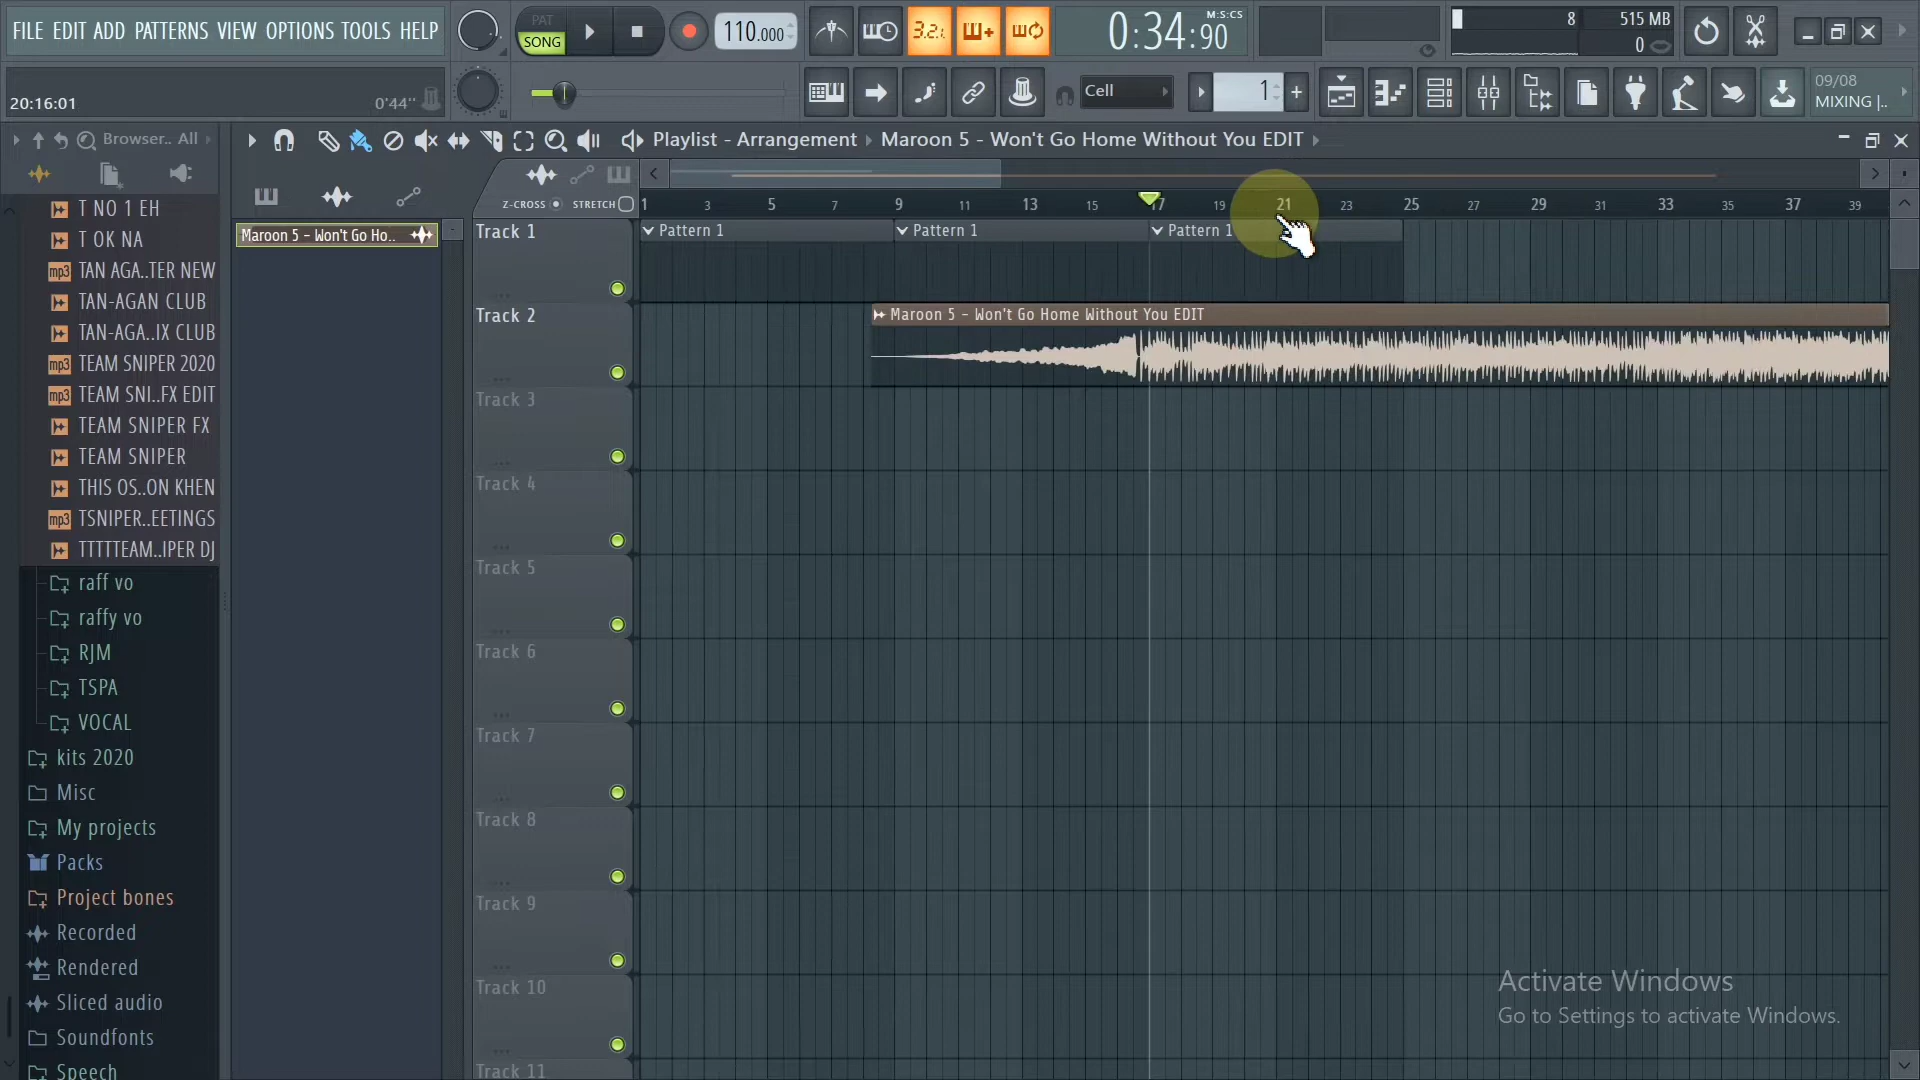 FILE EDIT ADD PATTERNS VIEW OPTIONS TOOLS HELP
PAT
SONG
110.000
3.2.1
0:34:90
M:S:CS
8
515 MB
0
20:16:01
0'44''
Cell
1
09/08
MIXING |..
Browser.. All
Playlist - Arrangement
Maroon 5 - Won't Go Home Without You EDIT
Z-CROSS
STRETCH
1 3 5 7 9 11 13 15 17 19 21 23 25 27 29 31 33 35 37 39
Maroon 5 - Won't Go Ho..
Pattern 1
Pattern 1
Pattern 1
Maroon 5 - Won't Go Home Without You EDIT
Track 1
Track 2
Track 3
Track 4
Track 5
Track 6
Track 7
Track 8
Track 9
Track 10
Track 11
T NO 1 EH
T OK NA
mp3 TAN AGA..TER NEW
TAN-AGAN CLUB
TAN-AGA..IX CLUB
mp3 TEAM SNIPER 2020
mp3 TEAM SNI..FX EDIT
TEAM SNIPER FX
TEAM SNIPER
THIS OS..ON KHEN
mp3 TSNIPER..EETINGS
TTTTTEAM..IPER DJ
raff vo
raffy vo
RJM
TSPA
VOCAL
kits 2020
Misc
My projects
Packs
Project bones
Recorded
Rendered
Sliced audio
Soundfonts
Speech
Activate Windows
Go to Settings to activate Windows.